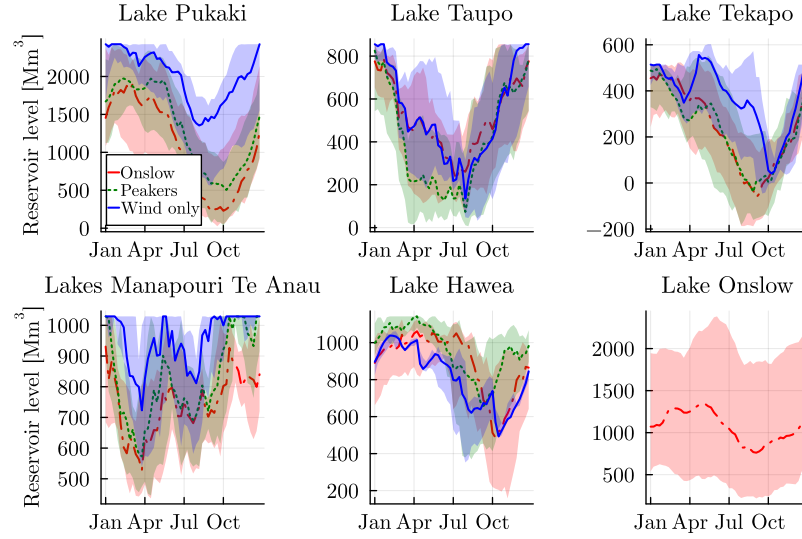 Lake Pukaki
Lake Taupo
Lake Tekapo
Reservoir level [Mm³]
2000
1500
1000
500
0
Onslow
Peakers
Wind only
Jan Apr Jul Oct
800
600
400
200
0
Jan Apr Jul Oct
600
400
200
0
−200
Jan Apr Jul Oct
Lakes Manapouri Te Anau
Lake Hawea
Lake Onslow
Reservoir level [Mm³]
1000
900
800
700
600
500
Jan Apr Jul Oct
1000
800
600
400
200
Jan Apr Jul Oct
2000
1500
1000
500
Jan Apr Jul Oct